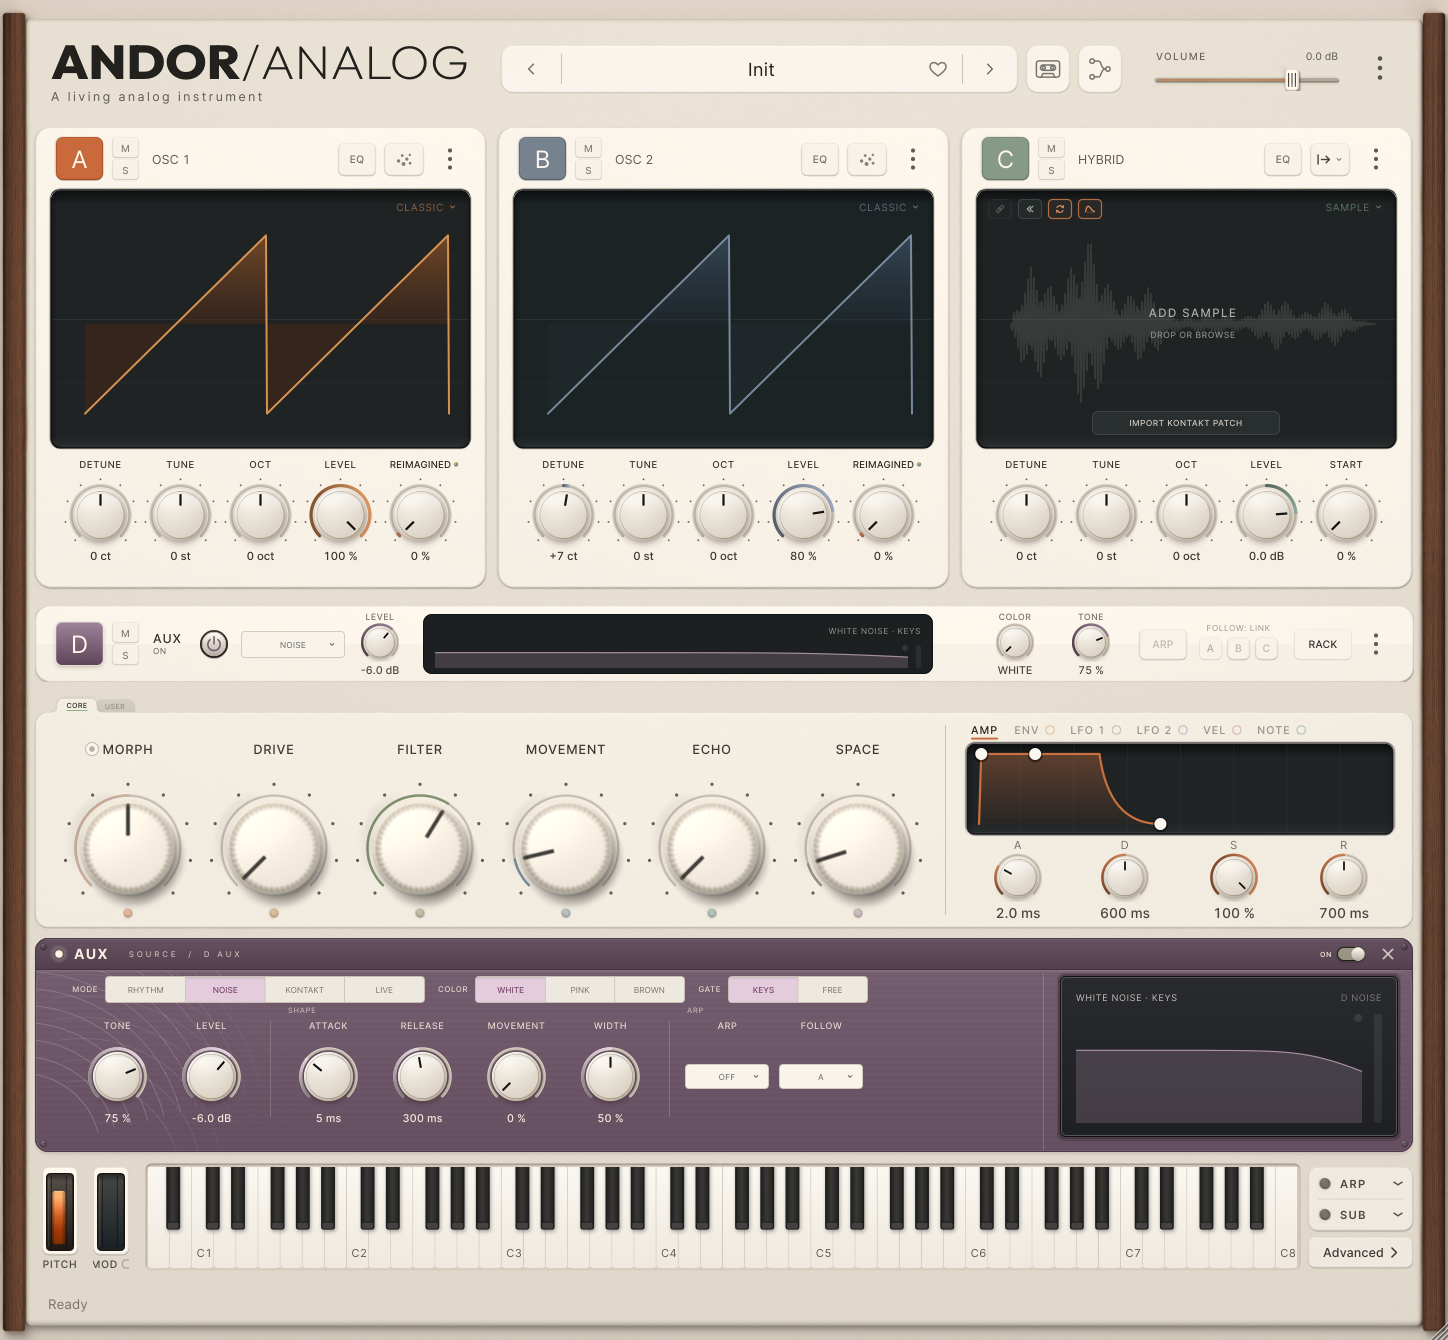 ANDOR/ANALOG
A living analog instrument
Init
VOLUME 0.0 dB
A M S OSC 1 EQ
B M S OSC 2 EQ
C M S HYBRID EQ
CLASSIC
CLASSIC
SAMPLE
ADD SAMPLE
DROP OR BROWSE
IMPORT KONTAKT PATCH
DETUNE TUNE OCT LEVEL REIMAGINED
0 ct 0 st 0 oct 100 % 0 %
DETUNE TUNE OCT LEVEL REIMAGINED
+7 ct 0 st 0 oct 80 % 0 %
DETUNE TUNE OCT LEVEL START
0 ct 0 st 0 oct 0.0 dB 0 %
D M S AUX
ON
NOISE
LEVEL
-6.0 dB
WHITE NOISE · KEYS
COLOR
WHITE
TONE
75 %
ARP
FOLLOW: LINK
A B C
RACK
CORE USER
MORPH DRIVE FILTER MOVEMENT ECHO SPACE
AMP ENV LFO 1 LFO 2 VEL NOTE
A D S R
2.0 ms 600 ms 100 % 700 ms
AUX SOURCE / D AUX ON
MODE RHYTHM NOISE KONTAKT LIVE COLOR WHITE PINK BROWN GATE KEYS FREE
SHAPE ARP
TONE LEVEL ATTACK RELEASE MOVEMENT WIDTH ARP FOLLOW
OFF A
75 % -6.0 dB 5 ms 300 ms 0 % 50 %
WHITE NOISE · KEYS D NOISE
C1 C2 C3 C4 C5 C6 C7 C8
PITCH MOD
ARP
SUB
Advanced
Ready